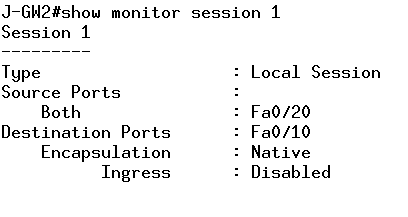 J-GW2#show monitor session 1
Session 1
---------
Type                   : Local Session
Source Ports           :
    Both               : Fa0/20
Destination Ports      : Fa0/10
    Encapsulation      : Native
          Ingress      : Disabled